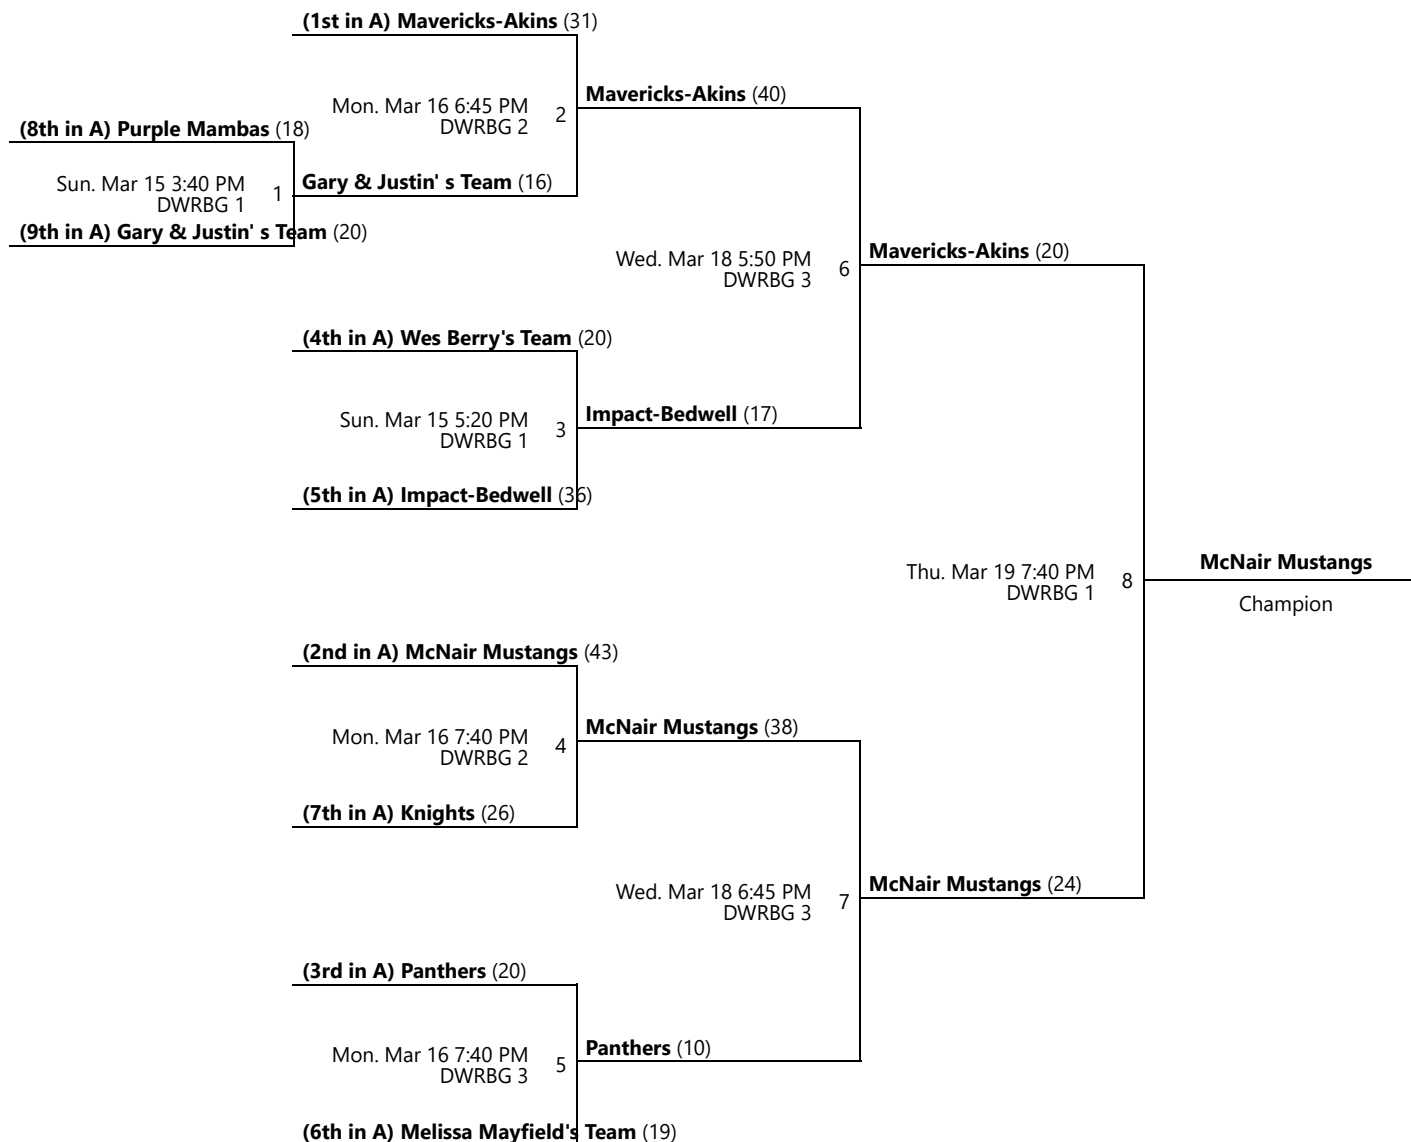 (1st in A) Mavericks-Akins (31)
Mavericks-Akins (40)
Mon. Mar 16 6:45 PM
DWRBG 2
2
(8th in A) Purple Mambas (18)
Sun. Mar 15 3:40 PM
DWRBG 1
1
Gary & Justin' s Team (16)
(9th in A) Gary & Justin' s Team (20)
Mavericks-Akins (20)
Wed. Mar 18 5:50 PM
DWRBG 3
6
(4th in A) Wes Berry's Team (20)
Impact-Bedwell (17)
Sun. Mar 15 5:20 PM
DWRBG 1
3
(5th in A) Impact-Bedwell (36)
McNair Mustangs
Champion
Thu. Mar 19 7:40 PM
DWRBG 1
8
(2nd in A) McNair Mustangs (43)
McNair Mustangs (38)
Mon. Mar 16 7:40 PM
DWRBG 2
4
(7th in A) Knights (26)
McNair Mustangs (24)
Wed. Mar 18 6:45 PM
DWRBG 3
7
(3rd in A) Panthers (20)
Panthers (10)
Mon. Mar 16 7:40 PM
DWRBG 3
5
(6th in A) Melissa Mayfield's Team (19)